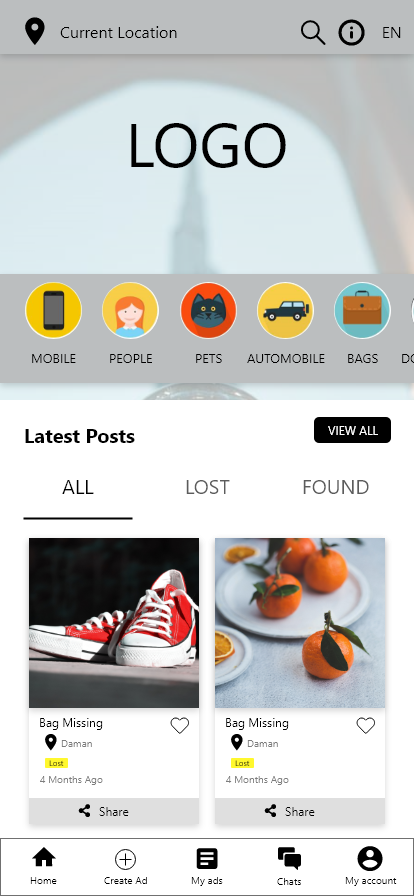 Current Location EN
LOGO
MOBILE PEOPLE PETS AUTOMOBILE BAGS
Latest Posts VIEW ALL
ALL LOST FOUND
Bag Missing
Daman
Lost
4 Months Ago
Share
Bag Missing
Daman
Lost
4 Months Ago
Share
Home Create Ad My ads Chats My account